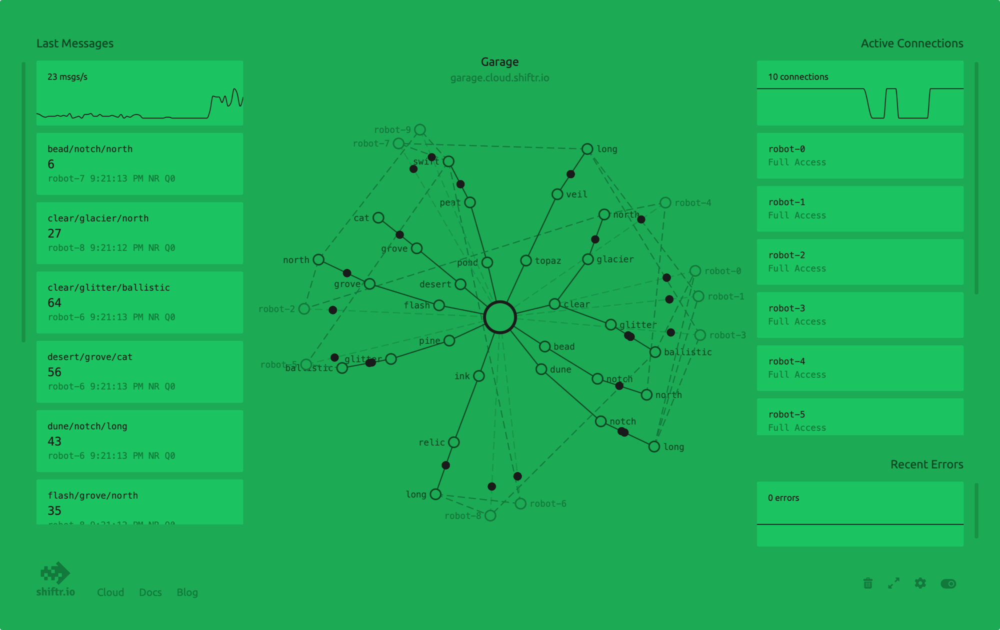 Last Messages
23 msgs/s
bead/notch/north
6
robot-7 9:21:13 PM NR Q0
clear/glacier/north
27
robot-8 9:21:12 PM NR Q0
clear/glitter/ballistic
64
robot-6 9:21:13 PM NR Q0
desert/grove/cat
56
robot-6 9:21:13 PM NR Q0
dune/notch/long
43
robot-6 9:21:13 PM NR Q0
flash/grove/north
35
robot-8 9:21:12 PM NR Q0
Garage
garage.cloud.shiftr.io
robot-9
robot-7
long
swift
veil
peat
robot-4
cat
north
grove
north
pond
topaz
glacier
robot-0
grove
desert
robot-1
flash
clear
robot-2
glitter
robot-3
pine
bead
ballistic
glitter
robot-5
ballistic
dune
ink
notch
north
notch
relic
long
long
robot-6
robot-8
Active Connections
10 connections
robot-0
Full Access
robot-1
Full Access
robot-2
Full Access
robot-3
Full Access
robot-4
Full Access
robot-5
Full Access
Recent Errors
0 errors
shiftr.io
Cloud
Docs
Blog